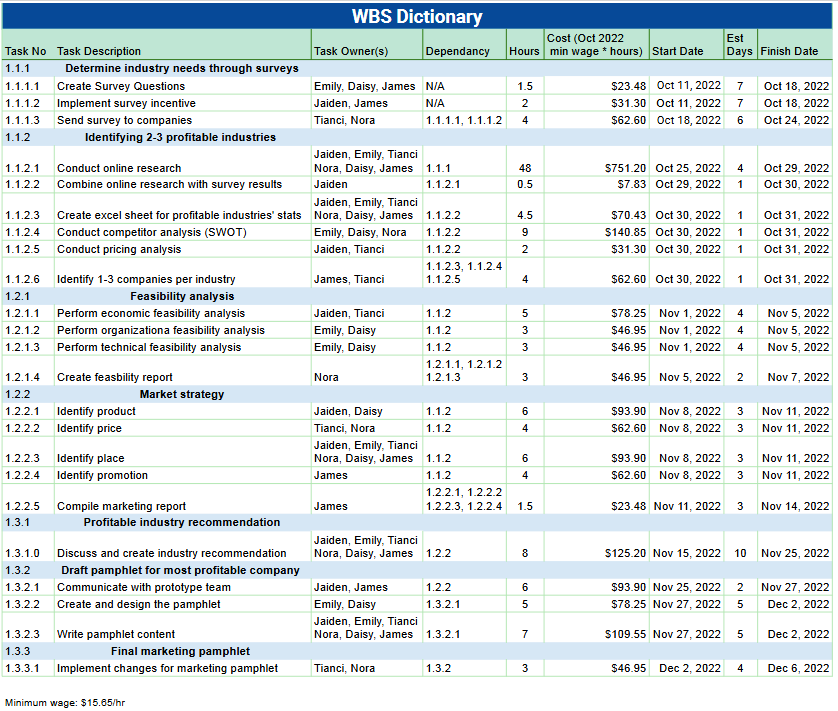 WBS Dictionary
Task No Task Description Task Owner(s) Dependancy Hours Cost (Oct 2022 min wage * hours) Start Date Est Days Finish Date
1.1.1 Determine industry needs through surveys
1.1.1.1 Create Survey Questions Emily, Daisy, James N/A 1.5 $23.48 Oct 11, 2022 7 Oct 18, 2022
1.1.1.2 Implement survey incentive Jaiden, James N/A 2 $31.30 Oct 11, 2022 7 Oct 18, 2022
1.1.1.3 Send survey to companies Tianci, Nora 1.1.1.1, 1.1.1.2 4 $62.60 Oct 18, 2022 6 Oct 24, 2022
1.1.2 Identifying 2-3 profitable industries
Jaiden, Emily, Tianci
1.1.2.1 Conduct online research Nora, Daisy, James 1.1.1 48 $751.20 Oct 25, 2022 4 Oct 29, 2022
1.1.2.2 Combine online research with survey results Jaiden 1.1.2.1 0.5 $7.83 Oct 29, 2022 1 Oct 30, 2022
Jaiden, Emily, Tianci
1.1.2.3 Create excel sheet for profitable industries' stats Nora, Daisy, James 1.1.2.2 4.5 $70.43 Oct 30, 2022 1 Oct 31, 2022
1.1.2.4 Conduct competitor analysis (SWOT) Emily, Daisy, Nora 1.1.2.2 9 $140.85 Oct 30, 2022 1 Oct 31, 2022
1.1.2.5 Conduct pricing analysis Jaiden, Tianci 1.1.2.2 2 $31.30 Oct 30, 2022 1 Oct 31, 2022
1.1.2.3, 1.1.2.4
1.1.2.6 Identify 1-3 companies per industry James, Tianci 1.1.2.5 4 $62.60 Oct 30, 2022 1 Oct 31, 2022
1.2.1 Feasibility analysis
1.2.1.1 Perform economic feasibility analysis Jaiden, Tianci 1.1.2 5 $78.25 Nov 1, 2022 4 Nov 5, 2022
1.2.1.2 Perform organizationa feasibility analysis Emily, Daisy 1.1.2 3 $46.95 Nov 1, 2022 4 Nov 5, 2022
1.2.1.3 Perform technical feasibility analysis Emily, Daisy 1.1.2 3 $46.95 Nov 1, 2022 4 Nov 5, 2022
1.2.1.1, 1.2.1.2
1.2.1.4 Create feasbility report Nora 1.2.1.3 3 $46.95 Nov 5, 2022 2 Nov 7, 2022
1.2.2 Market strategy
1.2.2.1 Identify product Jaiden, Daisy 1.1.2 6 $93.90 Nov 8, 2022 3 Nov 11, 2022
1.2.2.2 Identify price Tianci, Nora 1.1.2 4 $62.60 Nov 8, 2022 3 Nov 11, 2022
Jaiden, Emily, Tianci
1.2.2.3 Identify place Nora, Daisy, James 1.1.2 6 $93.90 Nov 8, 2022 3 Nov 11, 2022
1.2.2.4 Identify promotion James 1.1.2 4 $62.60 Nov 8, 2022 3 Nov 11, 2022
1.2.2.1, 1.2.2.2
1.2.2.5 Compile marketing report James 1.2.2.3, 1.2.2.4 1.5 $23.48 Nov 11, 2022 3 Nov 14, 2022
1.3.1 Profitable industry recommendation
Jaiden, Emily, Tianci
1.3.1.0 Discuss and create industry recommendation Nora, Daisy, James 1.2.2 8 $125.20 Nov 15, 2022 10 Nov 25, 2022
1.3.2 Draft pamphlet for most profitable company
1.3.2.1 Communicate with prototype team Jaiden, James 1.2.2 6 $93.90 Nov 25, 2022 2 Nov 27, 2022
1.3.2.2 Create and design the pamphlet Emily, Daisy 1.3.2.1 5 $78.25 Nov 27, 2022 5 Dec 2, 2022
Jaiden, Emily, Tianci
1.3.2.3 Write pamphlet content Nora, Daisy, James 1.3.2.1 7 $109.55 Nov 27, 2022 5 Dec 2, 2022
1.3.3 Final marketing pamphlet
1.3.3.1 Implement changes for marketing pamphlet Tianci, Nora 1.3.2 3 $46.95 Dec 2, 2022 4 Dec 6, 2022
Minimum wage: $15.65/hr